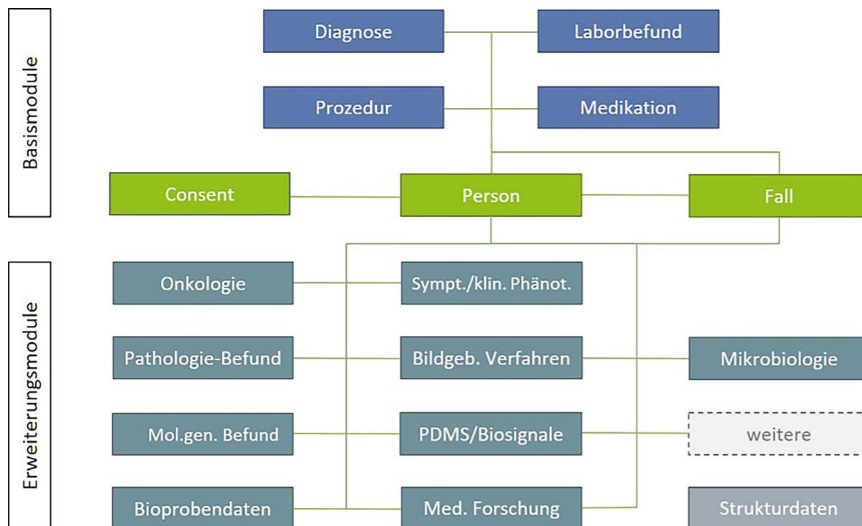 Basismodule
Diagnose
Laborbefund
Prozedur
Medikation
Consent
Person
Fall
Erweiterungsmodule
Onkologie
Sympt./klin. Phänot.
Pathologie-Befund
Bildgeb. Verfahren
Mikrobiologie
Mol.gen. Befund
PDMS/Biosignale
weitere
Bioprobendaten
Med. Forschung
Strukturdaten